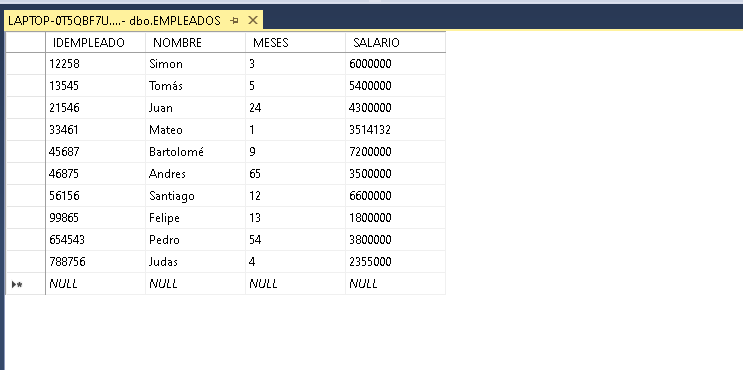 LAPTOP-0T5QBF7U....- dbo.EMPLEADOS
IDEMPLEADO NOMBRE MESES SALARIO
12258 Simon 3 6000000
13545 Tomás 5 5400000
21546 Juan 24 4300000
33461 Mateo 1 3514132
45687 Bartolomé 9 7200000
46875 Andres 65 3500000
56156 Santiago 12 6600000
99865 Felipe 13 1800000
654543 Pedro 54 3800000
788756 Judas 4 2355000
NULL NULL NULL NULL